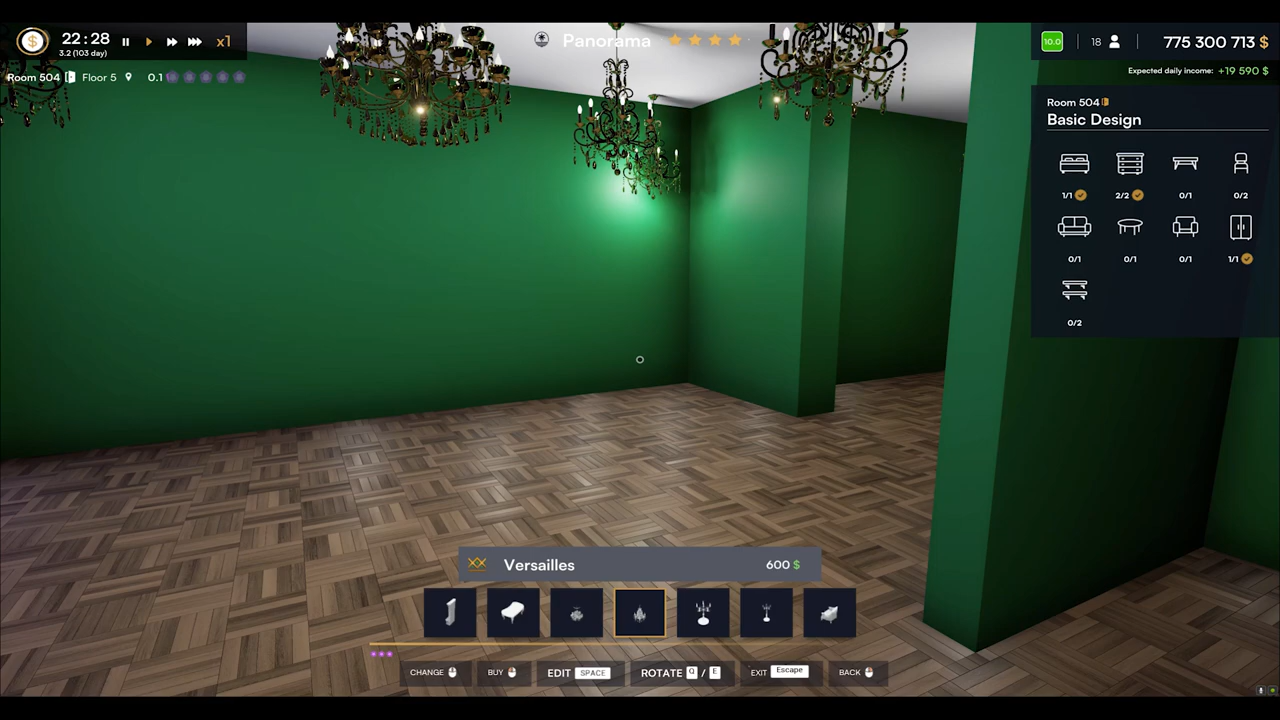 22:28
x1
3.2 (103 day)
Room 504
Floor 5
0.1
Panorama
10.0
18
775 300 713 $
Expected daily income: +19 590 $
Room 504
Basic Design
1/1
2/2
0/1
0/2
0/1
0/1
0/1
1/1
0/2
Versailles
600 $
CHANGE
BUY
EDIT SPACE
ROTATE Q / E
EXIT Escape
BACK